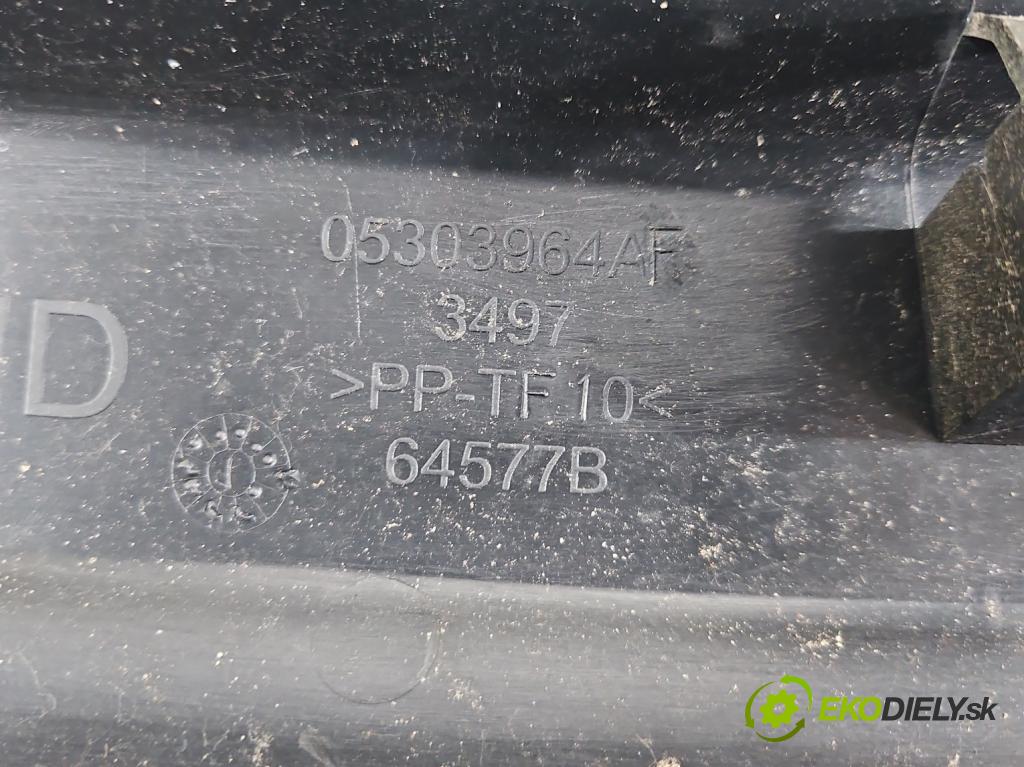 05303964AF
3497
D
>PP-TF 10<
64577B
EKODIELY.sk